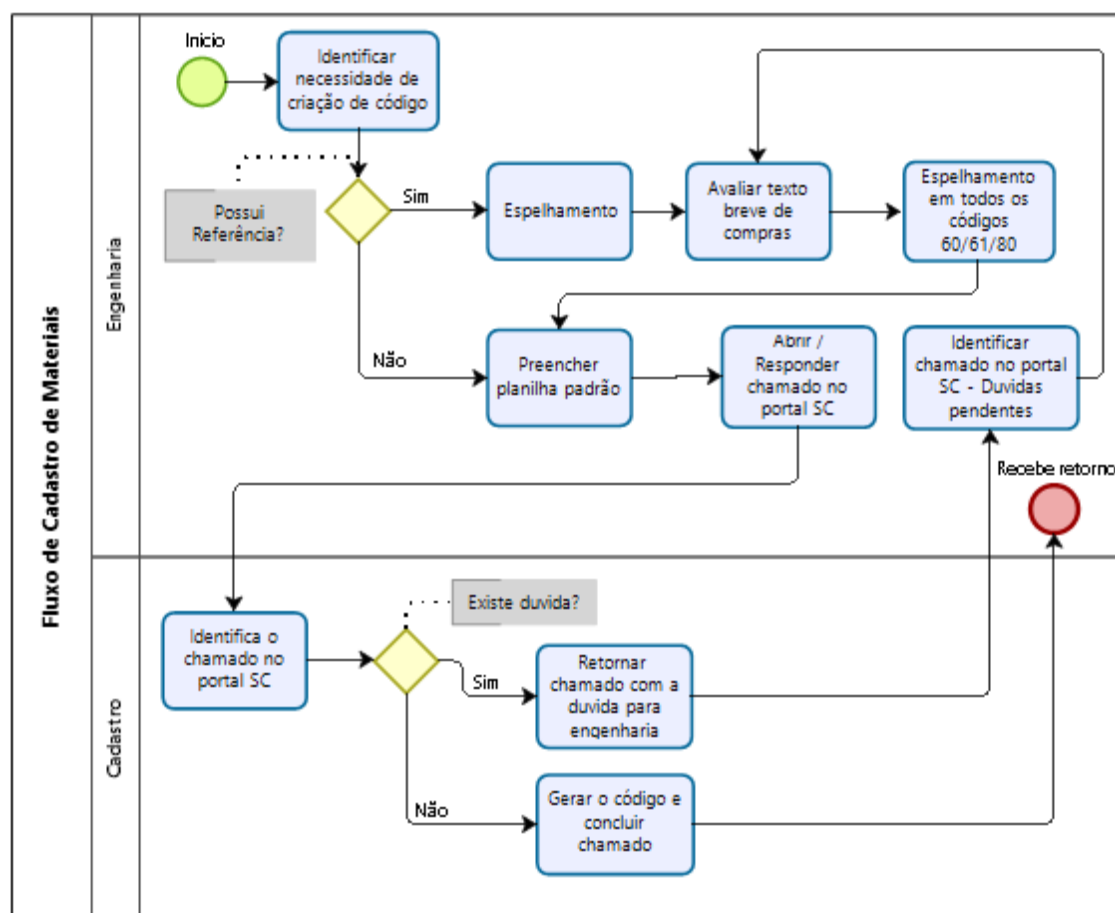 Fluxo de Cadastro de Materiais
Engenharia
Inicio
Identificar
necessidade de
criação de código
Possui
Referência?
Sim
Espelhamento
Avaliar texto
breve de
compras
Espelhamento
em todos os
códigos
60/61/80
Não
Preencher
planilha padrão
Abrir /
Responder
chamado no
portal SC
Identificar
chamado no portal
SC - Duvidas
pendentes
Recebe retorno
Cadastro
Identifica o
chamado no
portal SC
Existe duvida?
Sim
Retornar
chamado com a
duvida para
engenharia
Não
Gerar o código e
concluir
chamado